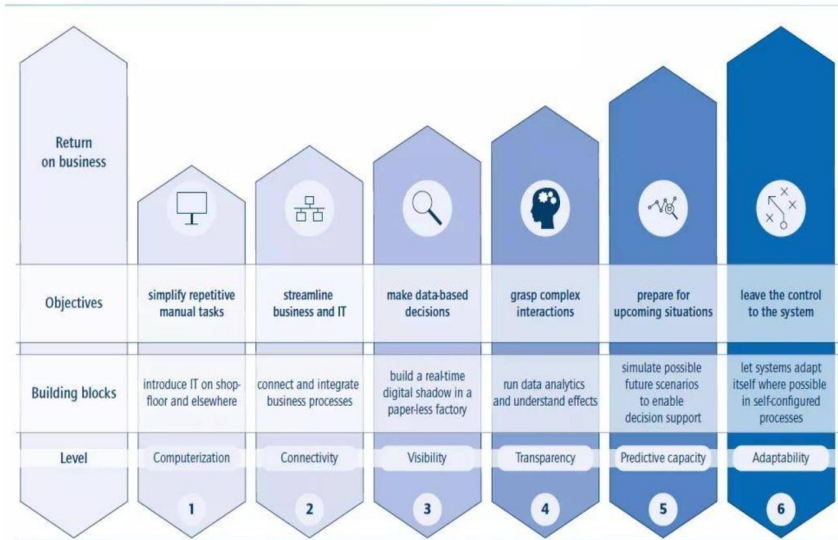 Return
on business
Objectives
simplify repetitive
manual tasks
streamline
business and IT
make data-based
decisions
grasp complex
interactions
prepare for
upcoming situations
leave the control
to the system
Building blocks
introduce IT on shop-
floor and elsewhere
connect and integrate
business processes
build a real-time
digital shadow in a
paper-less factory
run data analytics
and understand effects
simulate possible
future scenarios
to enable
decision support
let systems adapt
itself where possible
in self-configured
processes
Level
Computerization
Connectivity
Visibility
Transparency
Predictive capacity
Adaptability
1
2
3
4
5
6